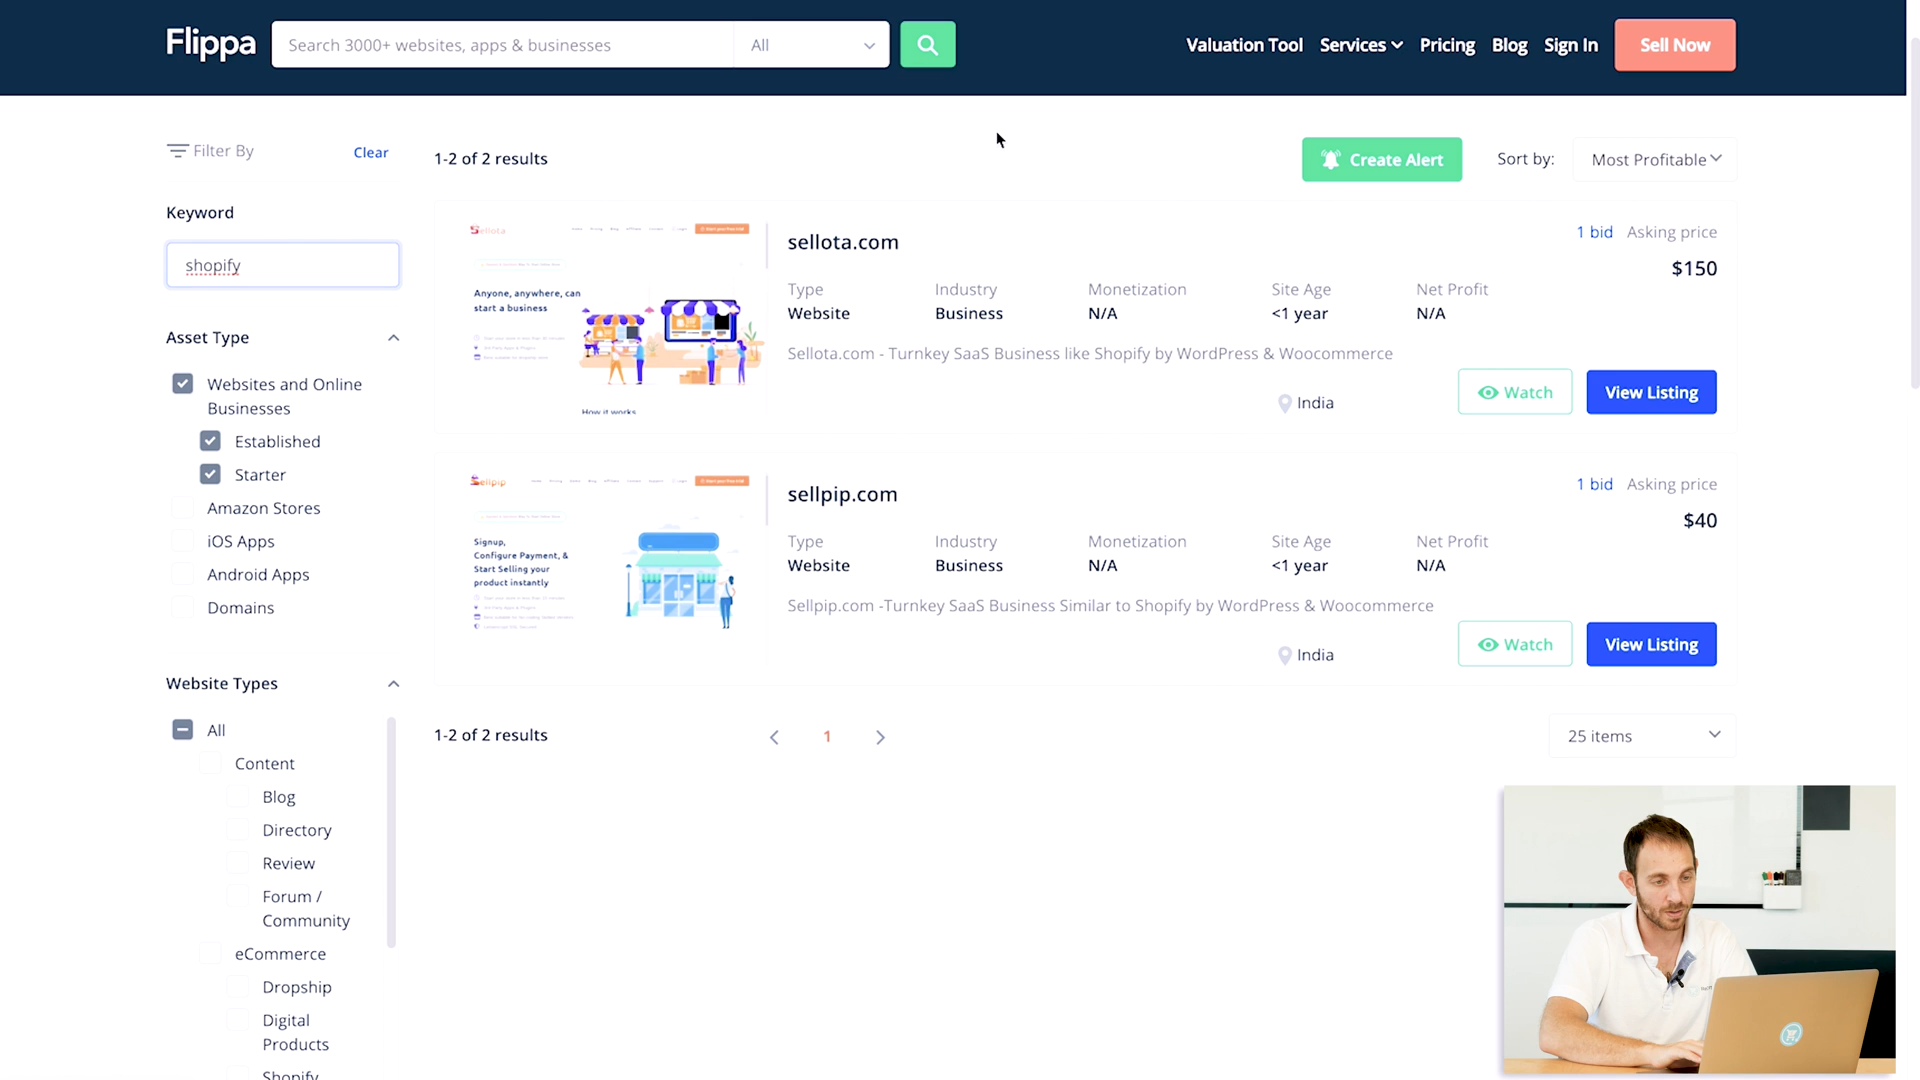 Flippa
Search 3000+ websites, apps & businesses
All
Valuation Tool
Services
Pricing
Blog
Sign In
Sell Now
Filter By
Clear
1-2 of 2 results
Create Alert
Sort by:
Most Profitable
Keyword
shopify
Asset Type
Websites and Online
Businesses
Established
Starter
Amazon Stores
iOS Apps
Android Apps
Domains
Website Types
All
Content
Blog
Directory
Review
Forum /
Community
eCommerce
Dropship
Digital
Products
Shopify
Sellota
Anyone, anywhere, can
start a business
How it works
sellota.com
1 bid Asking price
$150
Type Industry Monetization Site Age Net Profit
Website Business N/A <1 year N/A
Sellota.com - Turnkey SaaS Business like Shopify by WordPress & Woocommerce
India
Watch
View Listing
Sellpip
Signup,
Configure Payment, &
Start Selling your
product instantly
sellpip.com
1 bid Asking price
$40
Type Industry Monetization Site Age Net Profit
Website Business N/A <1 year N/A
Sellpip.com -Turnkey SaaS Business Similar to Shopify by WordPress & Woocommerce
India
Watch
View Listing
1-2 of 2 results
1
25 items